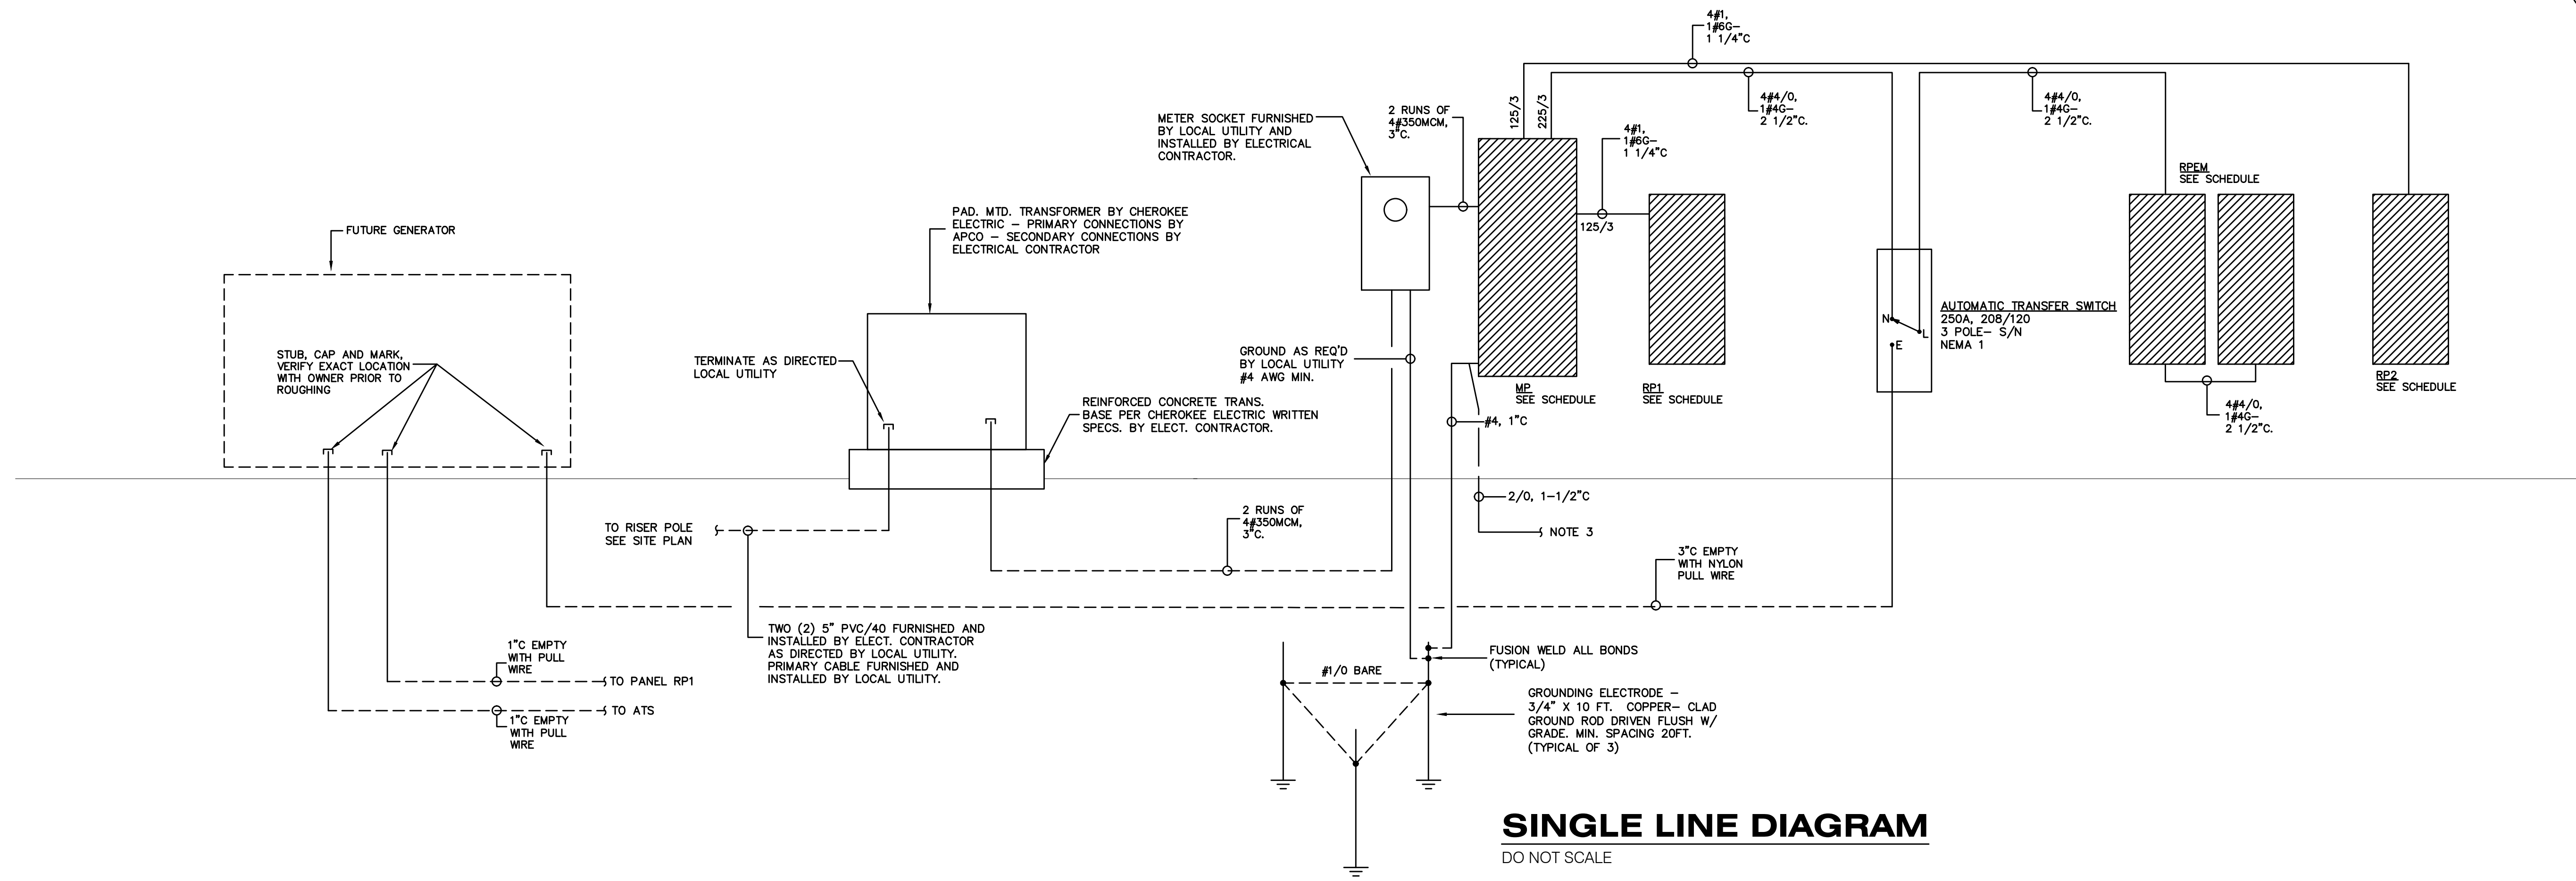 4#1,
1#6G-
1 1/4"C
4#4/0,
1#4G-
2 1/2"C.
4#4/0,
1#4G-
2 1/2"C.
125/3
225/3
2 RUNS OF
4#350MCM,
3"C.
METER SOCKET FURNISHED
BY LOCAL UTILITY AND
INSTALLED BY ELECTRICAL
CONTRACTOR.
4#1,
1#6G-
1 1/4"C
125/3
RPEM
SEE SCHEDULE
PAD. MTD. TRANSFORMER BY CHEROKEE
ELECTRIC - PRIMARY CONNECTIONS BY
APCO - SECONDARY CONNECTIONS BY
ELECTRICAL CONTRACTOR
FUTURE GENERATOR
STUB, CAP AND MARK,
VERIFY EXACT LOCATION
WITH OWNER PRIOR TO
ROUGHING
TERMINATE AS DIRECTED
LOCAL UTILITY
GROUND AS REQ'D
BY LOCAL UTILITY
#4 AWG MIN.
N
L
E
AUTOMATIC TRANSFER SWITCH
250A, 208/120
3 POLE- S/N
NEMA 1
MP
SEE SCHEDULE
RP1
SEE SCHEDULE
RP2
SEE SCHEDULE
REINFORCED CONCRETE TRANS.
BASE PER CHEROKEE ELECTRIC WRITTEN
SPECS. BY ELECT. CONTRACTOR.
#4, 1"C
4#4/0,
1#4G-
2 1/2"C.
2/0, 1-1/2"C
NOTE 3
TO RISER POLE
SEE SITE PLAN
2 RUNS OF
4#350MCM,
3"C.
3"C EMPTY
WITH NYLON
PULL WIRE
TWO (2) 5" PVC/40 FURNISHED AND
INSTALLED BY ELECT. CONTRACTOR
AS DIRECTED BY LOCAL UTILITY.
PRIMARY CABLE FURNISHED AND
INSTALLED BY LOCAL UTILITY.
1"C EMPTY
WITH PULL
WIRE
TO PANEL RP1
TO ATS
1"C EMPTY
WITH PULL
WIRE
#1/0 BARE
FUSION WELD ALL BONDS
(TYPICAL)
GROUNDING ELECTRODE -
3/4" X 10 FT. COPPER- CLAD
GROUND ROD DRIVEN FLUSH W/
GRADE. MIN. SPACING 20FT.
(TYPICAL OF 3)
SINGLE LINE DIAGRAM
DO NOT SCALE